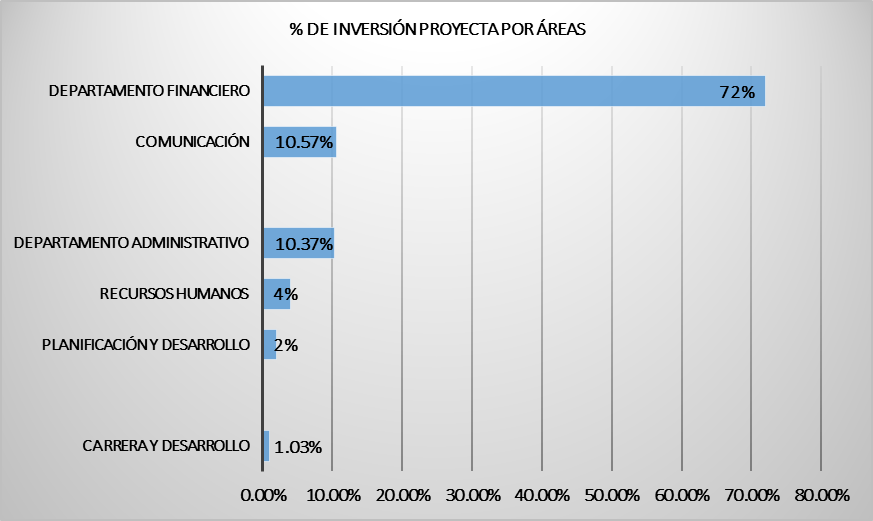 % DE INVERSIÓN PROYECTA POR ÁREAS
DEPARTAMENTO FINANCIERO
72%
COMUNICACIÓN
10.57%
DEPARTAMENTO ADMINISTRATIVO
10.37%
RECURSOS HUMANOS
4%
PLANIFICACIÓN Y DESARROLLO
2%
CARRERA Y DESARROLLO
1.03%
0.00% 10.00% 20.00% 30.00% 40.00% 50.00% 60.00% 70.00% 80.00%